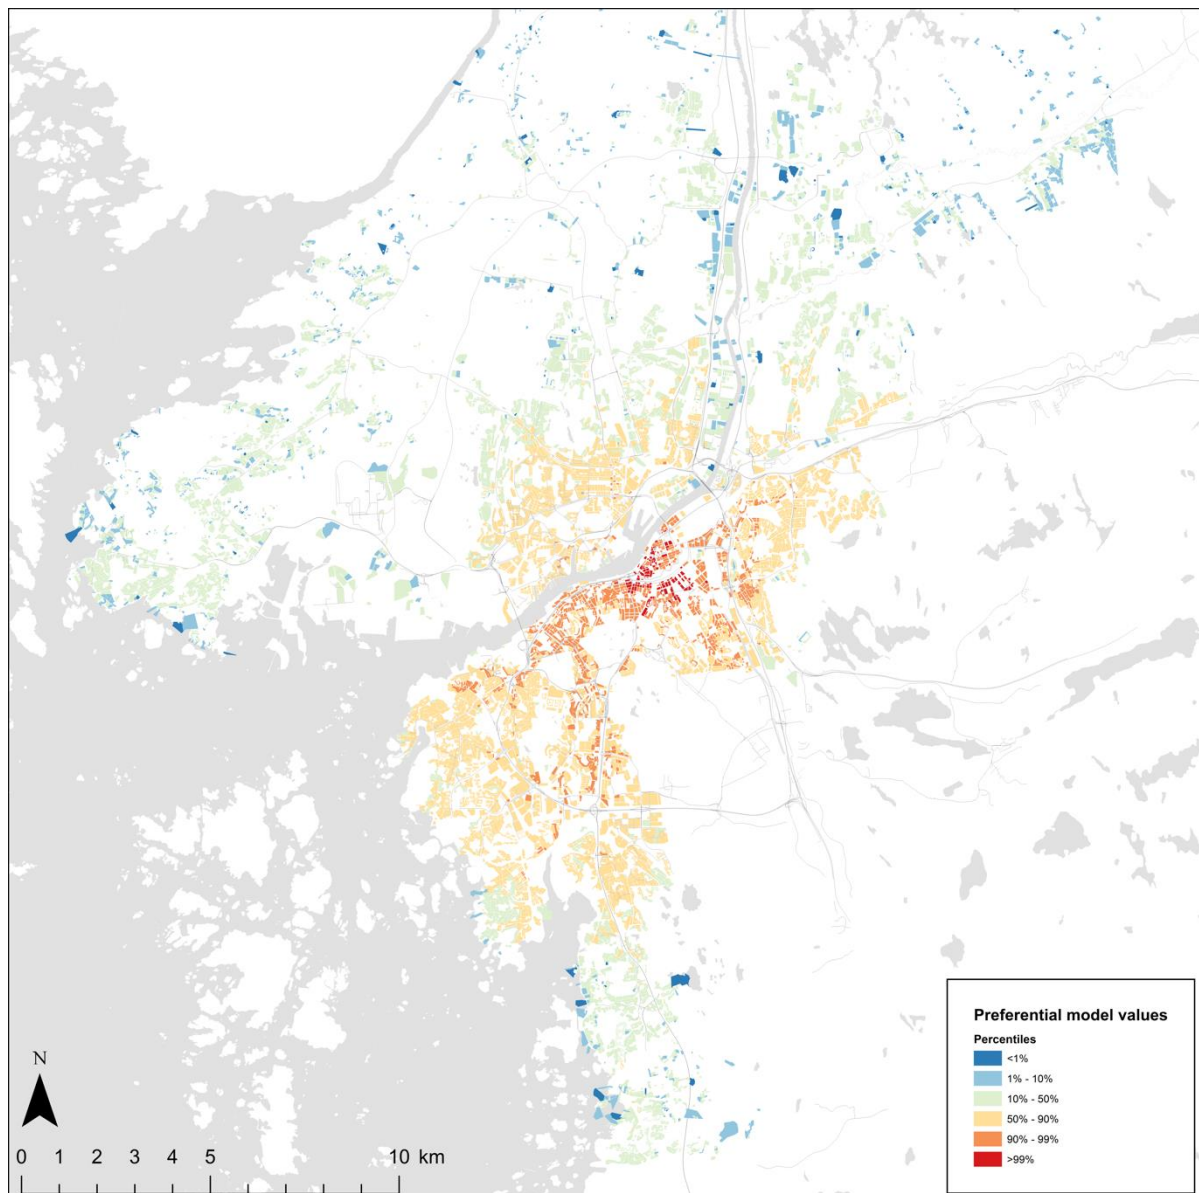 N
0 1 2 3 4 5 10 km
Preferential model values
Percentiles
<1%
1% - 10%
10% - 50%
50% - 90%
90% - 99%
>99%